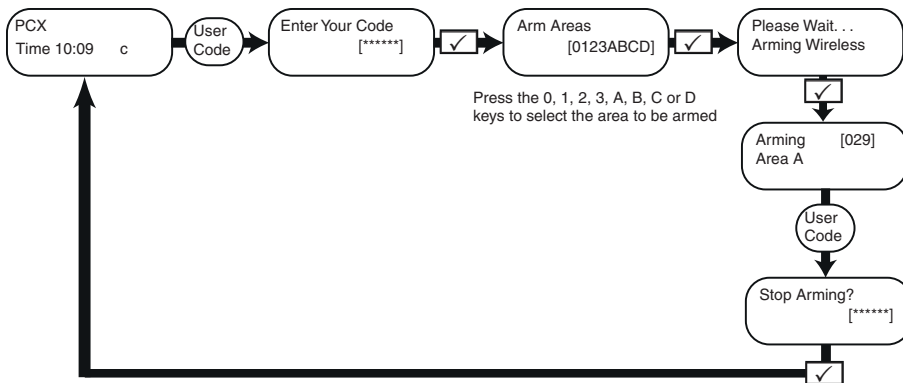 PCX
Time 10:09 c
User
Code
Enter Your Code
[******]
✓
Arm Areas
[0123ABCD]
✓
Please Wait. . .
Arming Wireless
Press the 0, 1, 2, 3, A, B, C or D
keys to select the area to be armed
✓
Arming [029]
Area A
User
Code
Stop Arming?
[******]
✓